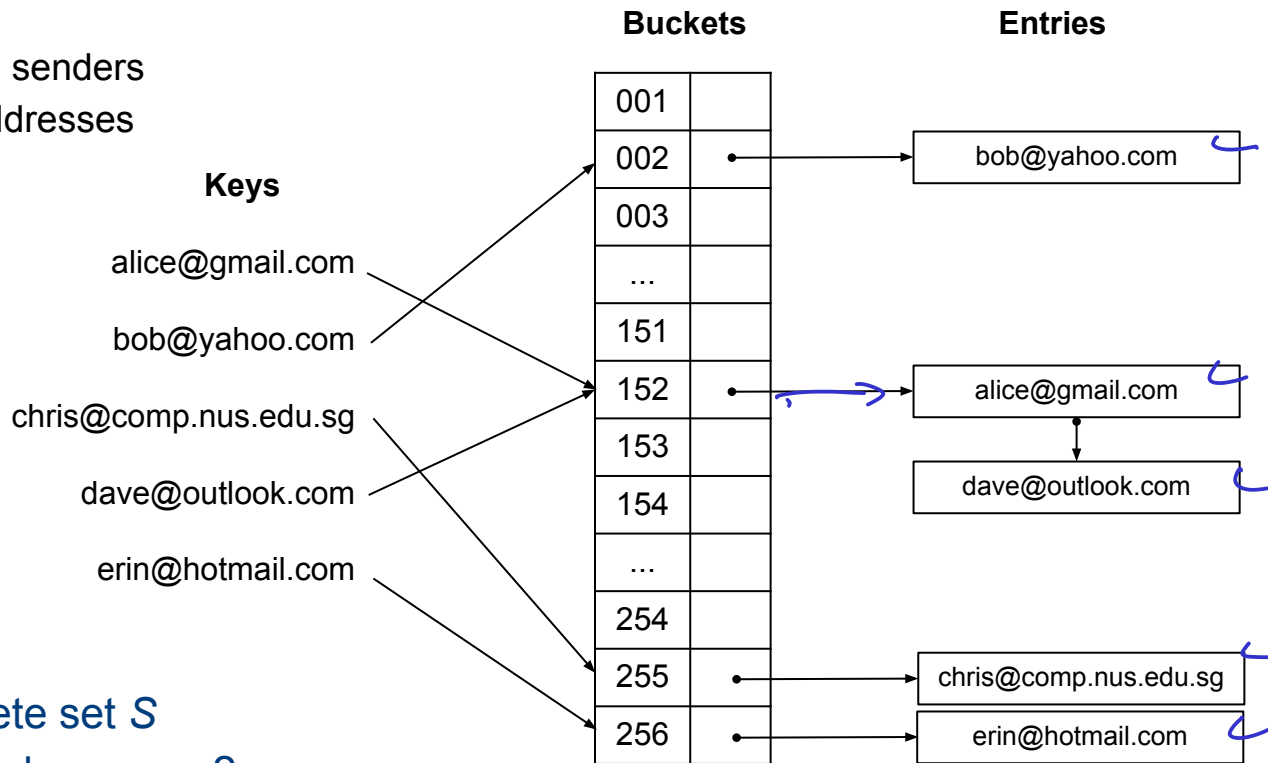 Buckets
Entries
senders
ddresses
Keys
alice@gmail.com
bob@yahoo.com
chris@comp.nus.edu.sg
dave@outlook.com
erin@hotmail.com
001
002
003
...
151
152
153
154
...
254
255
256
bob@yahoo.com
alice@gmail.com
dave@outlook.com
chris@comp.nus.edu.sg
erin@hotmail.com
ete set S